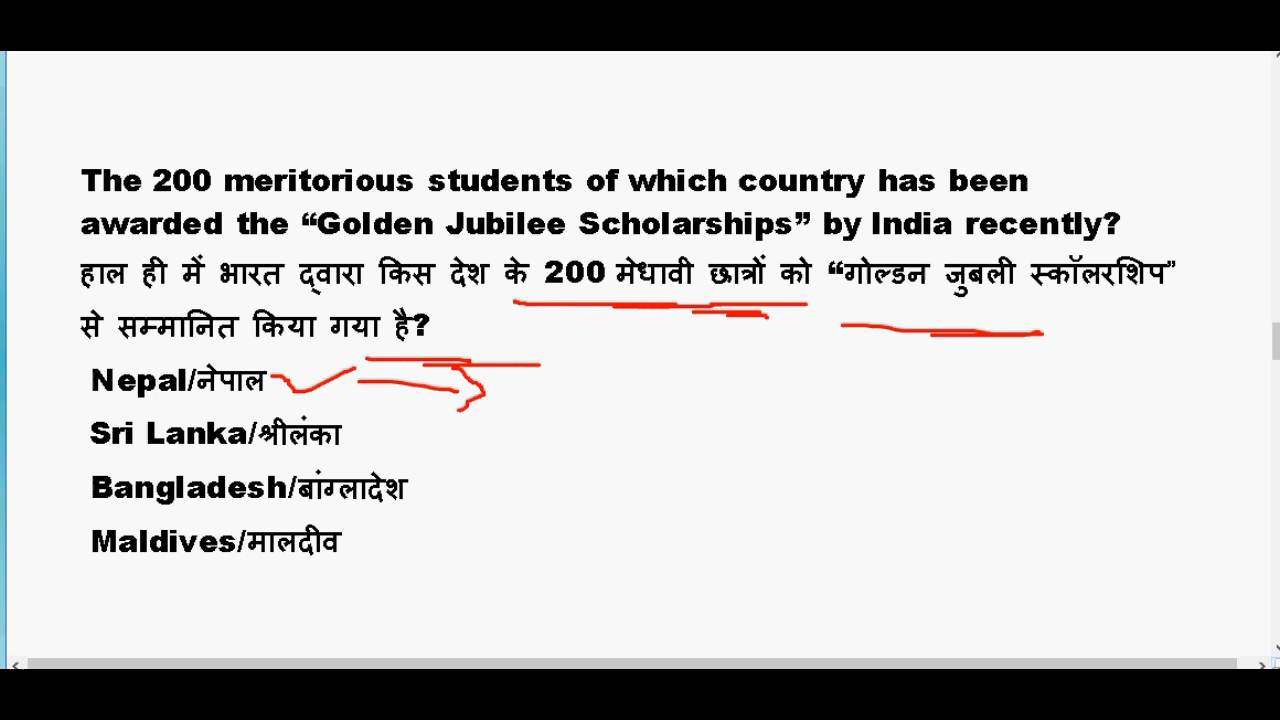 The 200 meritorious students of which country has been
awarded the “Golden Jubilee Scholarships” by India recently?
हाल ही में भारत द्वारा किस देश के 200 मेधावी छात्रों को “गोल्डन जुबली स्कॉलरशिप”
से सम्मानित किया गया है?
Nepal/नेपाल
Sri Lanka/श्रीलंका
Bangladesh/बांग्लादेश
Maldives/मालदीव